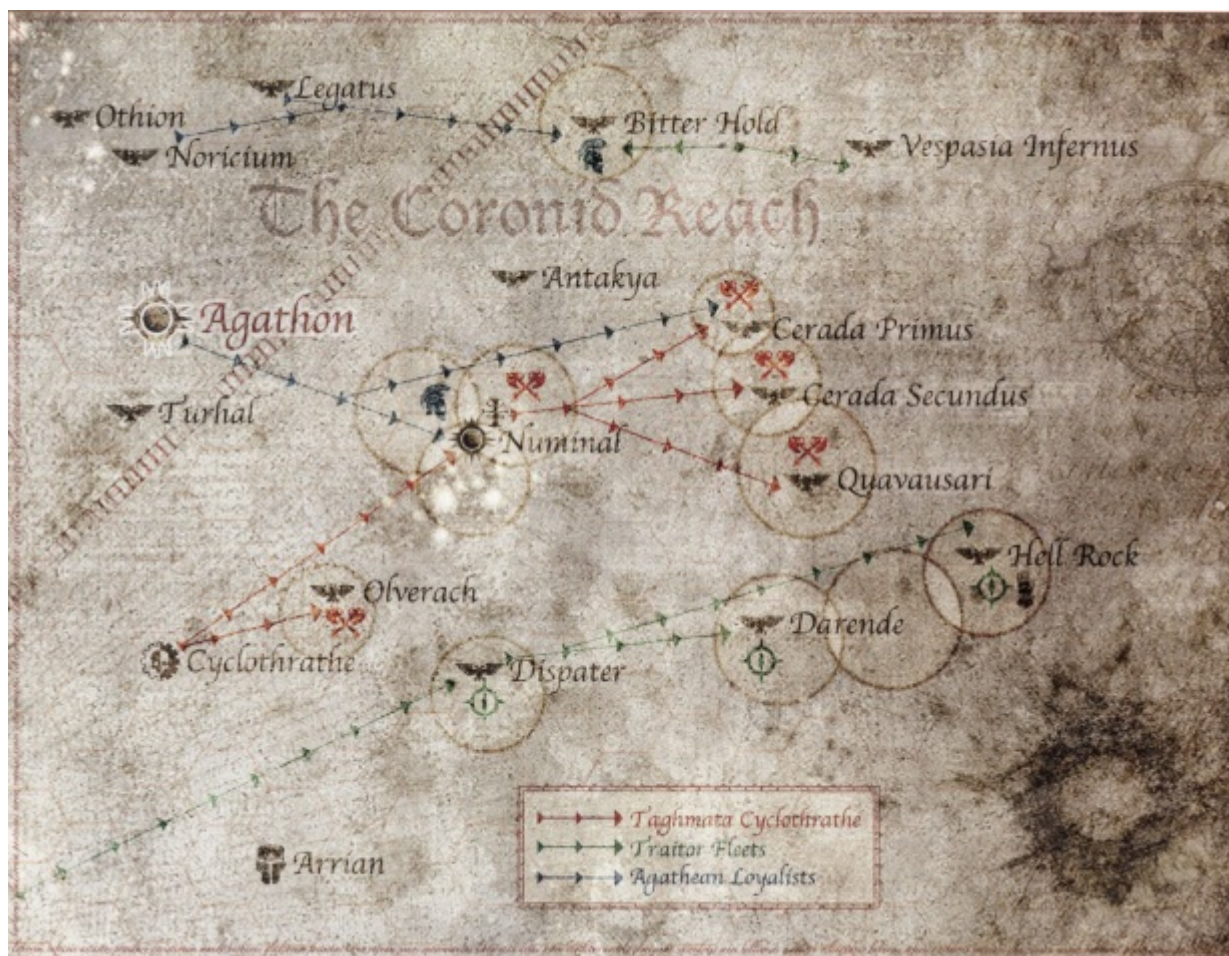 Legatus
Othion
Bitter Hold
Noricium
Vespasia Infernus
The Coronid Reach
Antakya
Agathon
Cerada Primus
Cerada Secundus
Turhal
Numinal
Quavausari
Hell Rock
Olverach
Darende
Cyclothrathe
Dispater
Taghmata Cyclothrathe
Traitor Fleets
Arrian
Agathean Loyalists